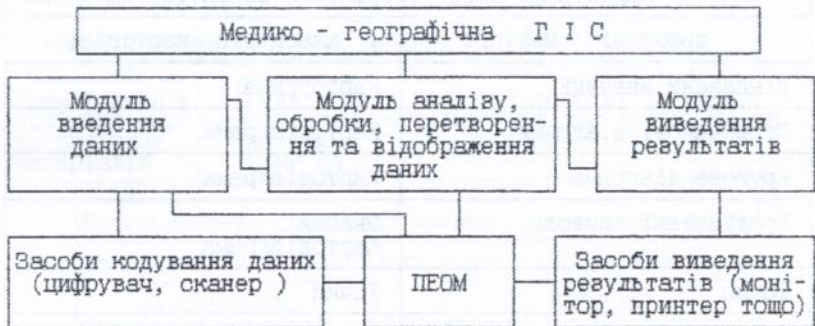 Медико географічна Г І С
Модуль
введення
даних
Модуль аналізу,
обробки, перетворен-
ня та відображення
даних
Модуль
виведення
результатів
Засоби кодування даних
(цифрувач, сканер )
ПЕОМ
Засоби виведення
результатів (моні-
тор, принтер тощо)